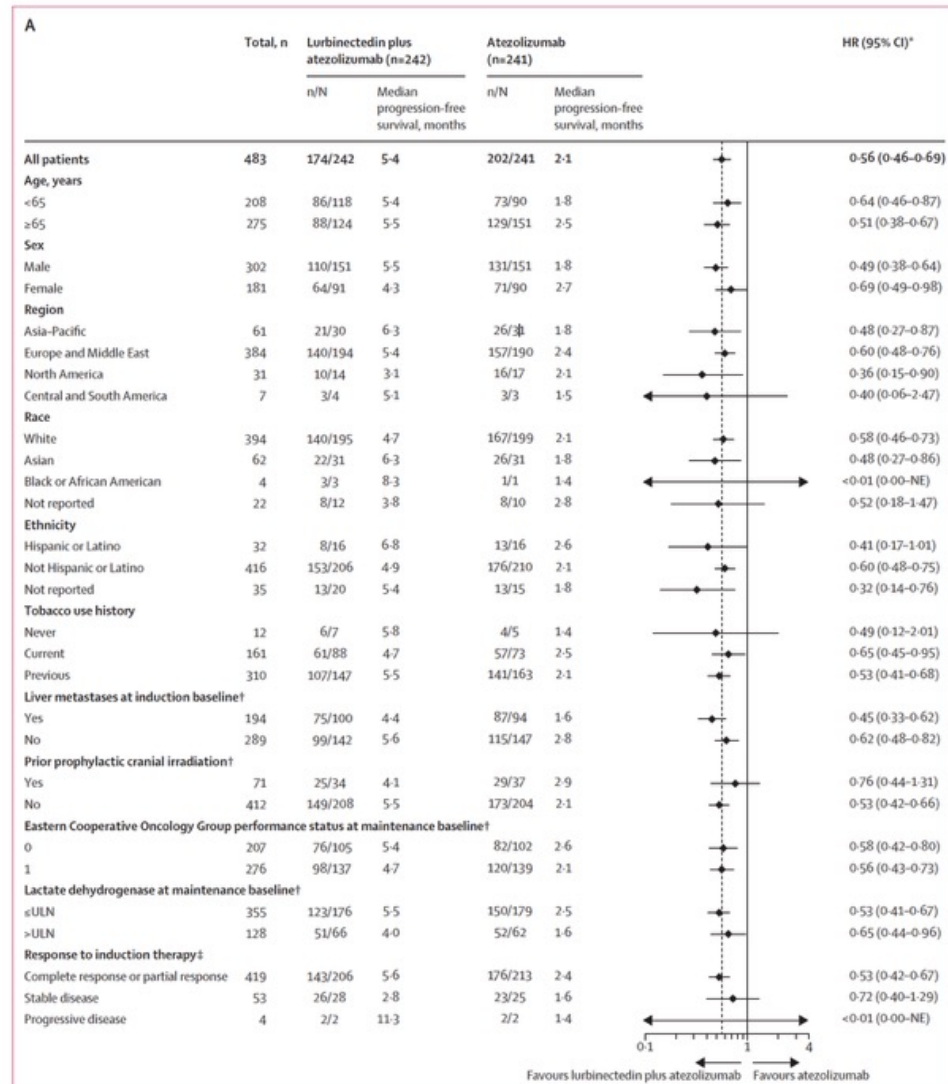 A
Total, n Lurbinectedin plus atezolizumab (n=242) Atezolizumab (n=241) HR (95% CI)*
n/N Median progression-free survival, months n/N Median progression-free survival, months
All patients 483 174/242 5·4 202/241 2·1 0·56 (0·46–0·69)
Age, years
<65 208 86/118 5·4 73/90 1·8 0·64 (0·46–0·87)
≥65 275 88/124 5·5 129/151 2·5 0·51 (0·38–0·67)
Sex
Male 302 110/151 5·5 131/151 1·8 0·49 (0·38–0·64)
Female 181 64/91 4·3 71/90 2·7 0·69 (0·49–0·98)
Region
Asia-Pacific 61 21/30 6·3 26/31 1·8 0·48 (0·27–0·87)
Europe and Middle East 384 140/194 5·4 157/190 2·4 0·60 (0·48–0·76)
North America 31 10/14 3·1 16/17 2·1 0·36 (0·15–0·90)
Central and South America 7 3/4 5·1 3/3 1·5 0·40 (0·06–2·47)
Race
White 394 140/195 4·7 167/199 2·1 0·58 (0·46–0·73)
Asian 62 22/31 6·3 26/31 1·8 0·48 (0·27–0·86)
Black or African American 4 3/3 8·3 1/1 1·4 <0·01 (0·00–NE)
Not reported 22 8/12 3·8 8/10 2·8 0·52 (0·18–1·47)
Ethnicity
Hispanic or Latino 32 8/16 6·8 13/16 2·6 0·41 (0·17–1·01)
Not Hispanic or Latino 416 153/206 4·9 176/210 2·1 0·60 (0·48–0·75)
Not reported 35 13/20 5·4 13/15 1·8 0·32 (0·14–0·76)
Tobacco use history
Never 12 6/7 5·8 4/5 1·4 0·49 (0·12–2·01)
Current 161 61/88 4·7 57/73 2·5 0·65 (0·45–0·95)
Previous 310 107/147 5·5 141/163 2·1 0·53 (0·41–0·68)
Liver metastases at induction baseline†
Yes 194 75/100 4·4 87/94 1·6 0·45 (0·33–0·62)
No 289 99/142 5·6 115/147 2·8 0·62 (0·48–0·82)
Prior prophylactic cranial irradiation†
Yes 71 25/34 4·1 29/37 2·9 0·76 (0·44–1·31)
No 412 149/208 5·5 173/204 2·1 0·53 (0·42–0·66)
Eastern Cooperative Oncology Group performance status at maintenance baseline†
0 207 76/105 5·4 82/102 2·6 0·58 (0·42–0·80)
1 276 98/137 4·7 120/139 2·1 0·56 (0·43–0·73)
Lactate dehydrogenase at maintenance baseline†
≤ULN 355 123/176 5·5 150/179 2·5 0·53 (0·41–0·67)
>ULN 128 51/66 4·0 52/62 1·6 0·65 (0·44–0·96)
Response to induction therapy‡
Complete response or partial response 419 143/206 5·6 176/213 2·4 0·53 (0·42–0·67)
Stable disease 53 26/28 2·8 23/25 1·6 0·72 (0·40–1·29)
Progressive disease 4 2/2 11·3 2/2 1·4 <0·01 (0·00–NE)
0·1 1 4
Favours lurbinectedin plus atezolizumab Favours atezolizumab